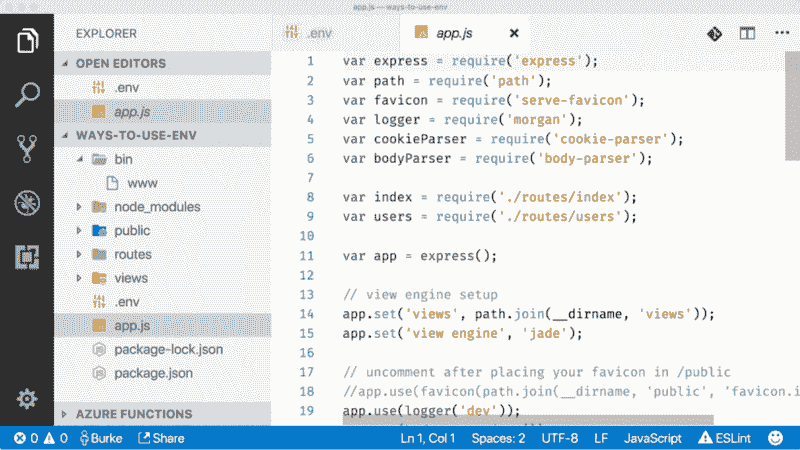 app.js — ways-to-use-env
EXPLORER
OPEN EDITORS
.env
app.js
WAYS-TO-USE-ENV
bin
www
node_modules
public
routes
views
.env
app.js
package-lock.json
package.json
AZURE FUNCTIONS
.env
app.js
1 var express = require('express');
2 var path = require('path');
3 var favicon = require('serve-favicon');
4 var logger = require('morgan');
5 var cookieParser = require('cookie-parser');
6 var bodyParser = require('body-parser');
7
8 var index = require('./routes/index');
9 var users = require('./routes/users');
10
11 var app = express();
12
13 // view engine setup
14 app.set('views', path.join(__dirname, 'views'));
15 app.set('view engine', 'jade');
16
17 // uncomment after placing your favicon in /public
18 //app.use(favicon(path.join(__dirname, 'public', 'favicon.i
19 app.use(logger('dev'));
0 0 Burke Share Ln 1, Col 1 Spaces: 2 UTF-8 LF JavaScript ESLint